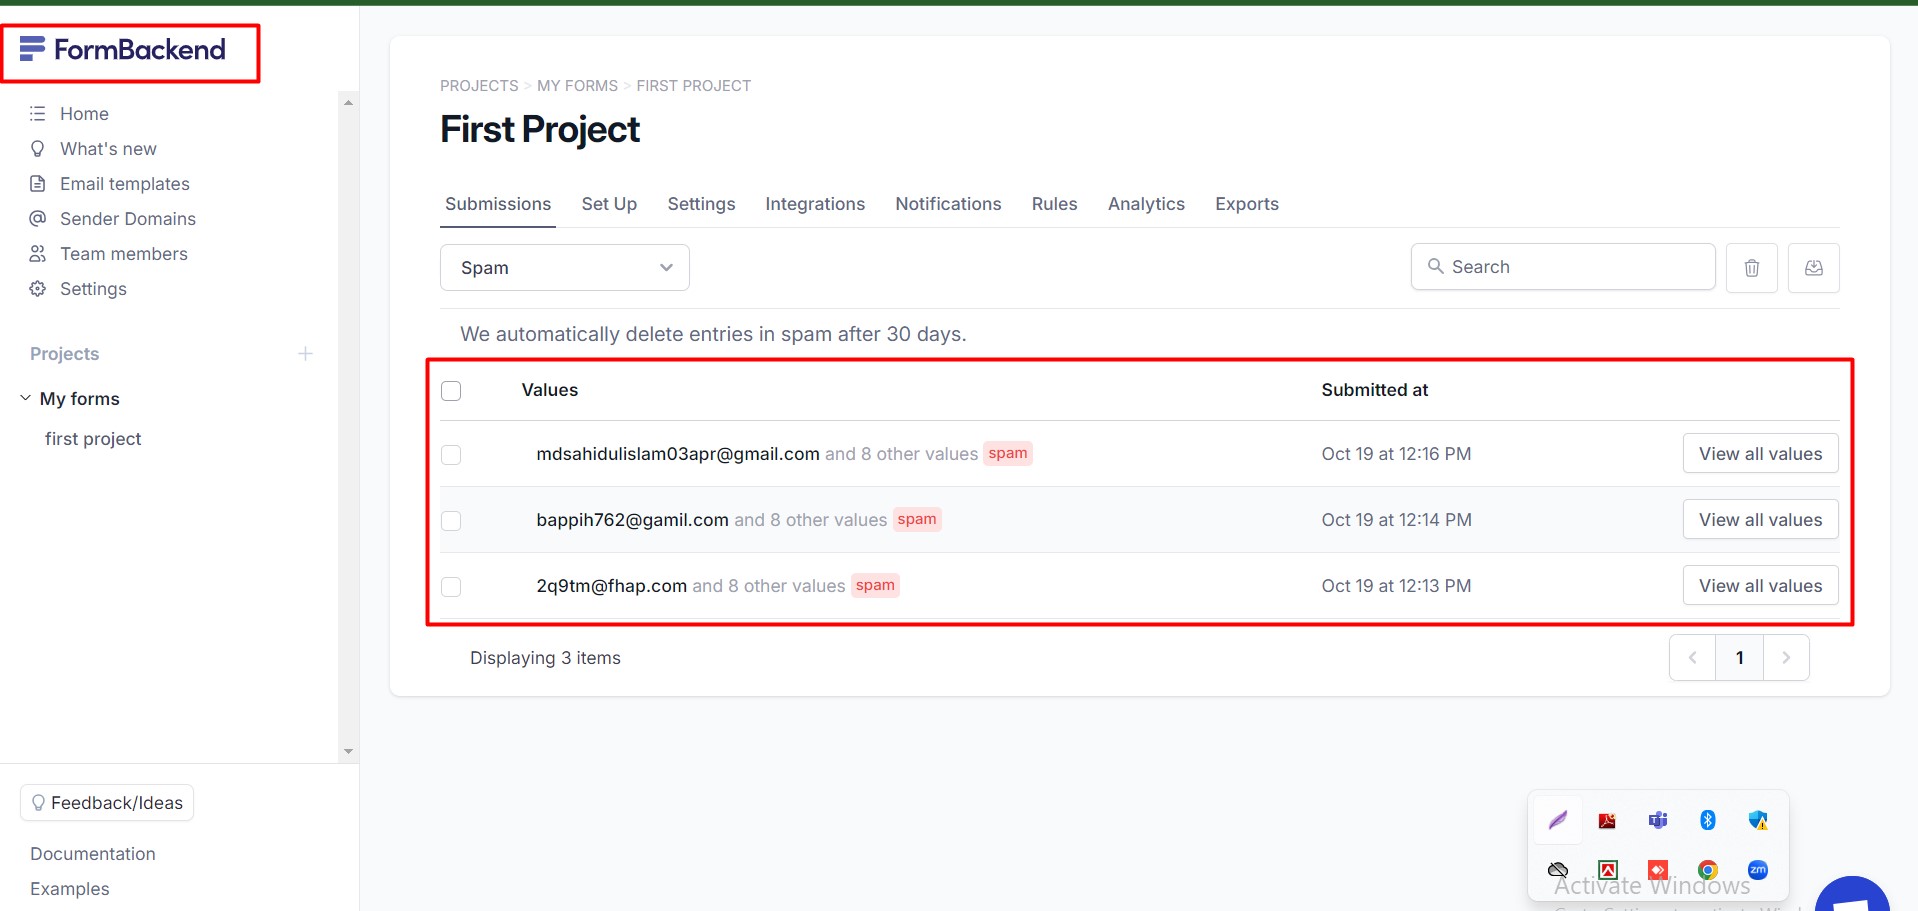 FormBackend
Home
What's new
Email templates
Sender Domains
Team members
Settings
Projects
My forms
first project
Feedback/Ideas
Documentation
Examples
PROJECTS > MY FORMS > FIRST PROJECT
First Project
Submissions Set Up Settings Integrations Notifications Rules Analytics Exports
Spam
Search
We automatically delete entries in spam after 30 days.
Values Submitted at
mdsahidulislam03apr@gmail.com and 8 other values spam Oct 19 at 12:16 PM View all values
bappih762@gamil.com and 8 other values spam Oct 19 at 12:14 PM View all values
2q9tm@fhap.com and 8 other values spam Oct 19 at 12:13 PM View all values
Displaying 3 items
1
zm
Activate Windows